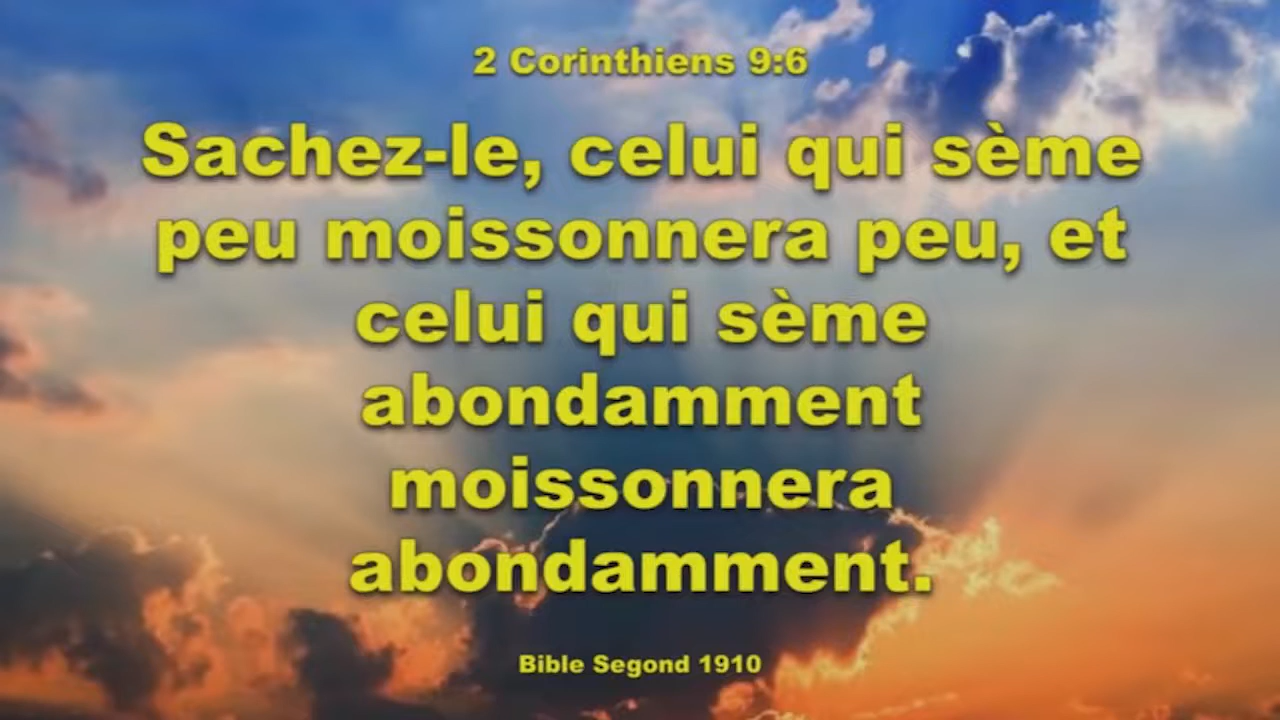 2 Corinthiens 9:6
Sachez-le, celui qui sème
peu moissonnera peu, et
celui qui sème
abondamment
moissonnera
abondamment.
Bible Segond 1910